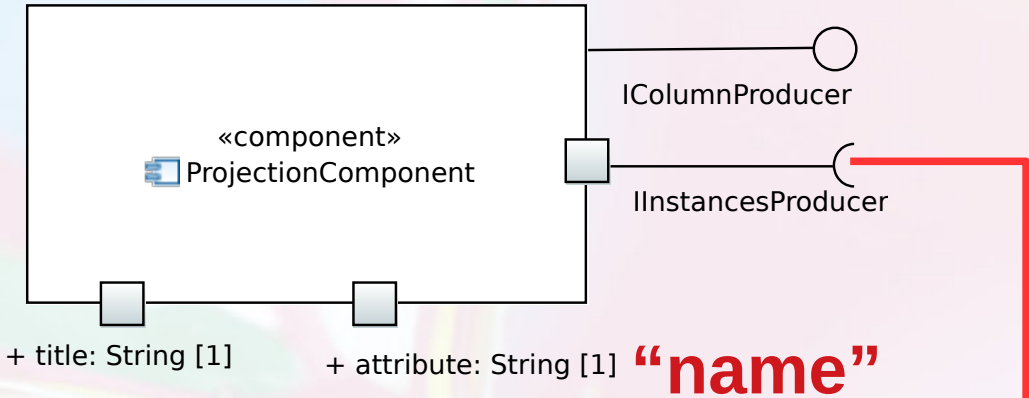 IColumnProducer
«component»
ProjectionComponent
IInstancesProducer
+ title: String [1]
+ attribute: String [1] “name”